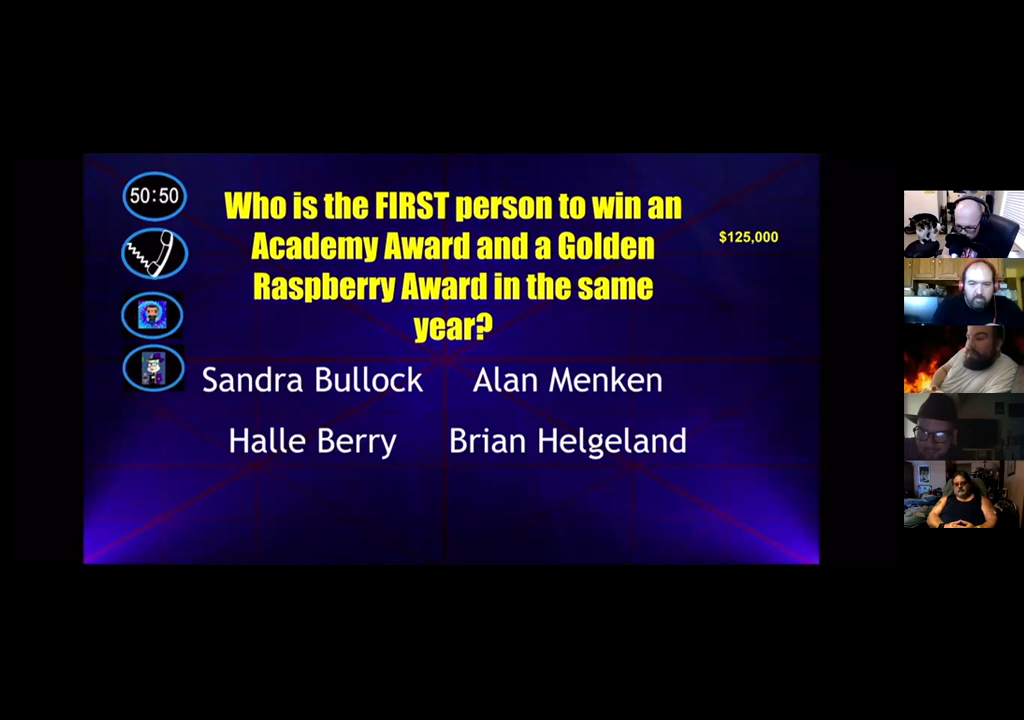 50:50
Who is the FIRST person to win an
Academy Award and a Golden
Raspberry Award in the same
year?
$125,000
Sandra Bullock
Alan Menken
Halle Berry
Brian Helgeland